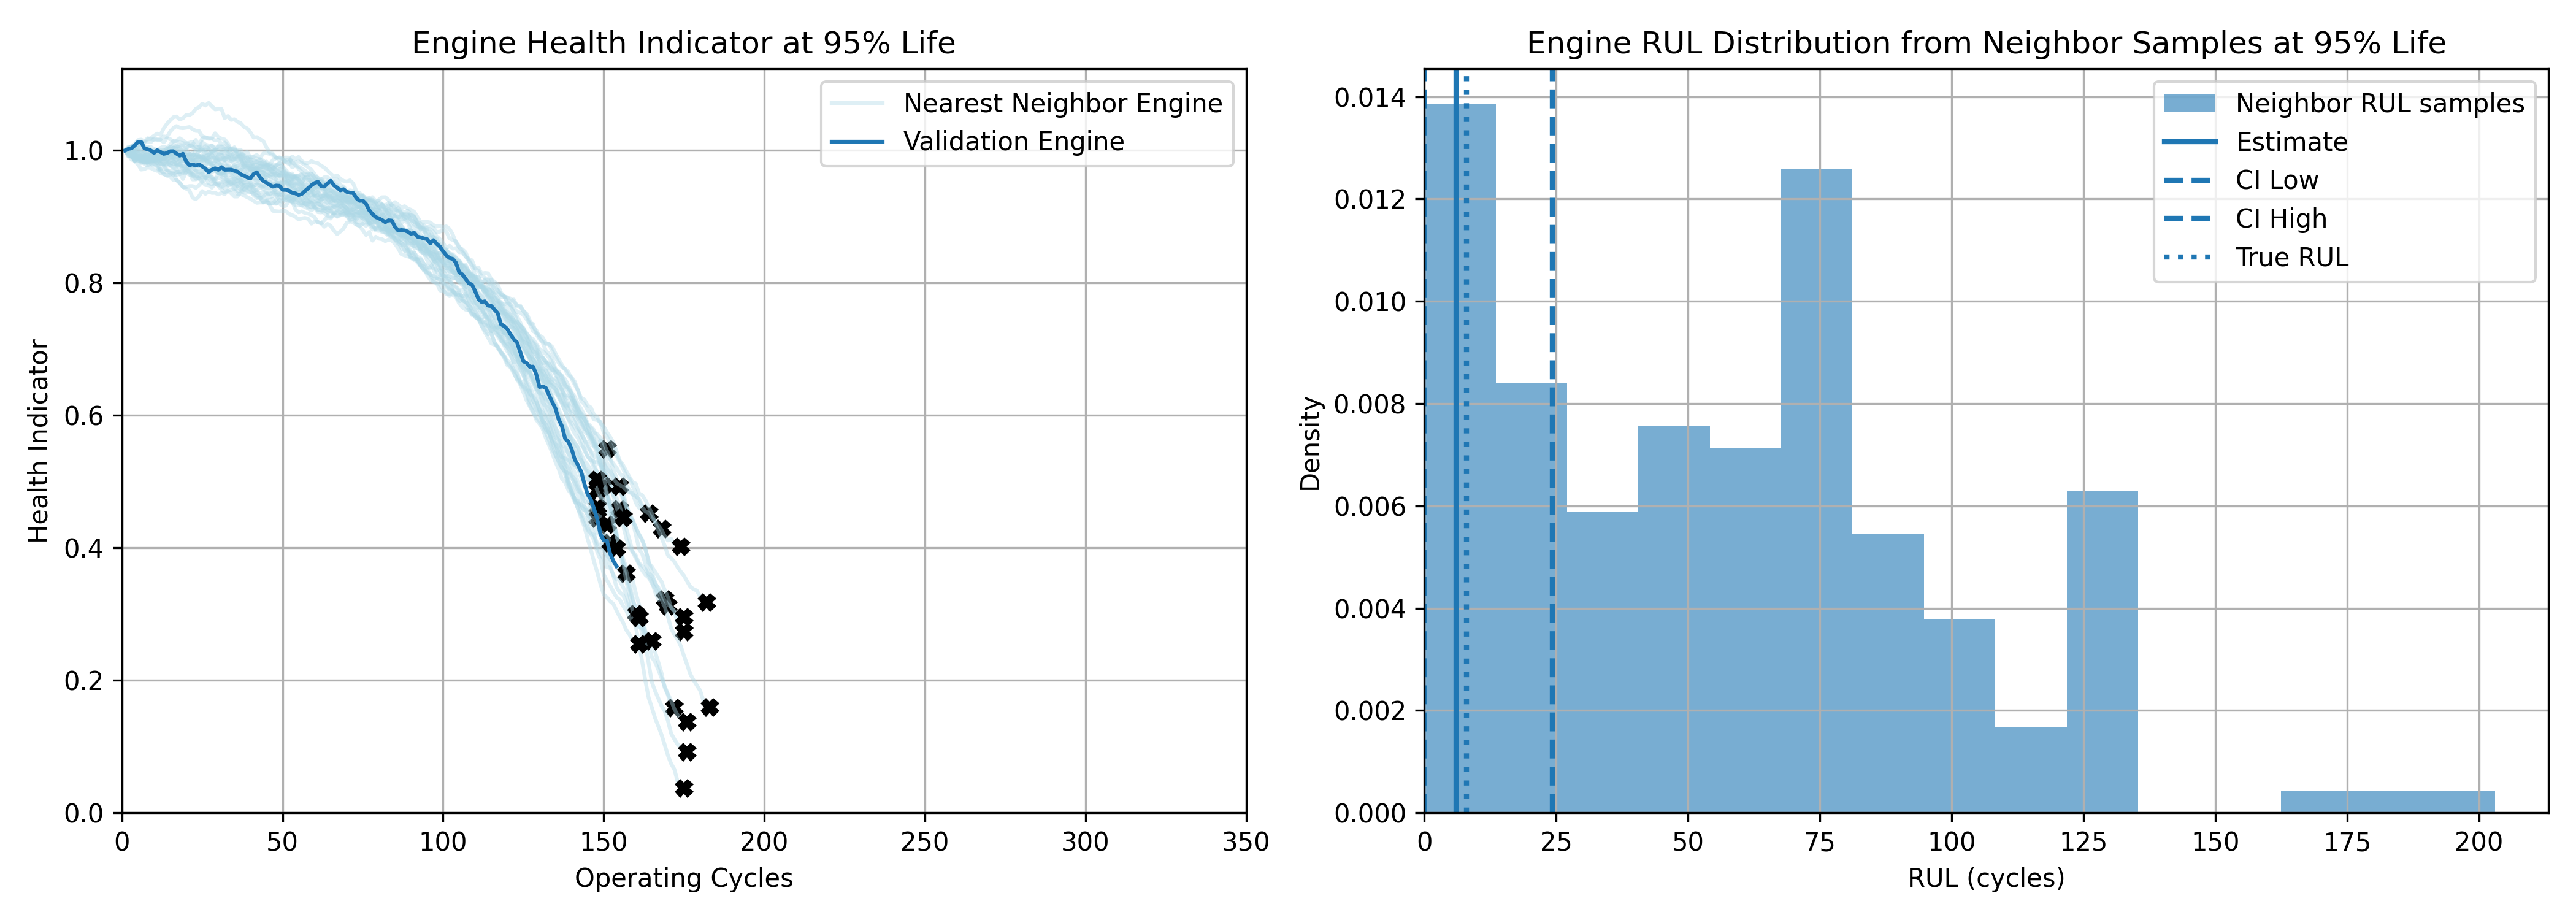 Engine Health Indicator at 95% Life
Nearest Neighbor Engine
Validation Engine
Health Indicator
1.0
0.8
0.6
0.4
0.2
0.0
0 50 100 150 200 250 300 350
Operating Cycles
Engine RUL Distribution from Neighbor Samples at 95% Life
Neighbor RUL samples
Estimate
CI Low
CI High
True RUL
Density
0.014
0.012
0.010
0.008
0.006
0.004
0.002
0.000
0 25 50 75 100 125 150 175 200
RUL (cycles)